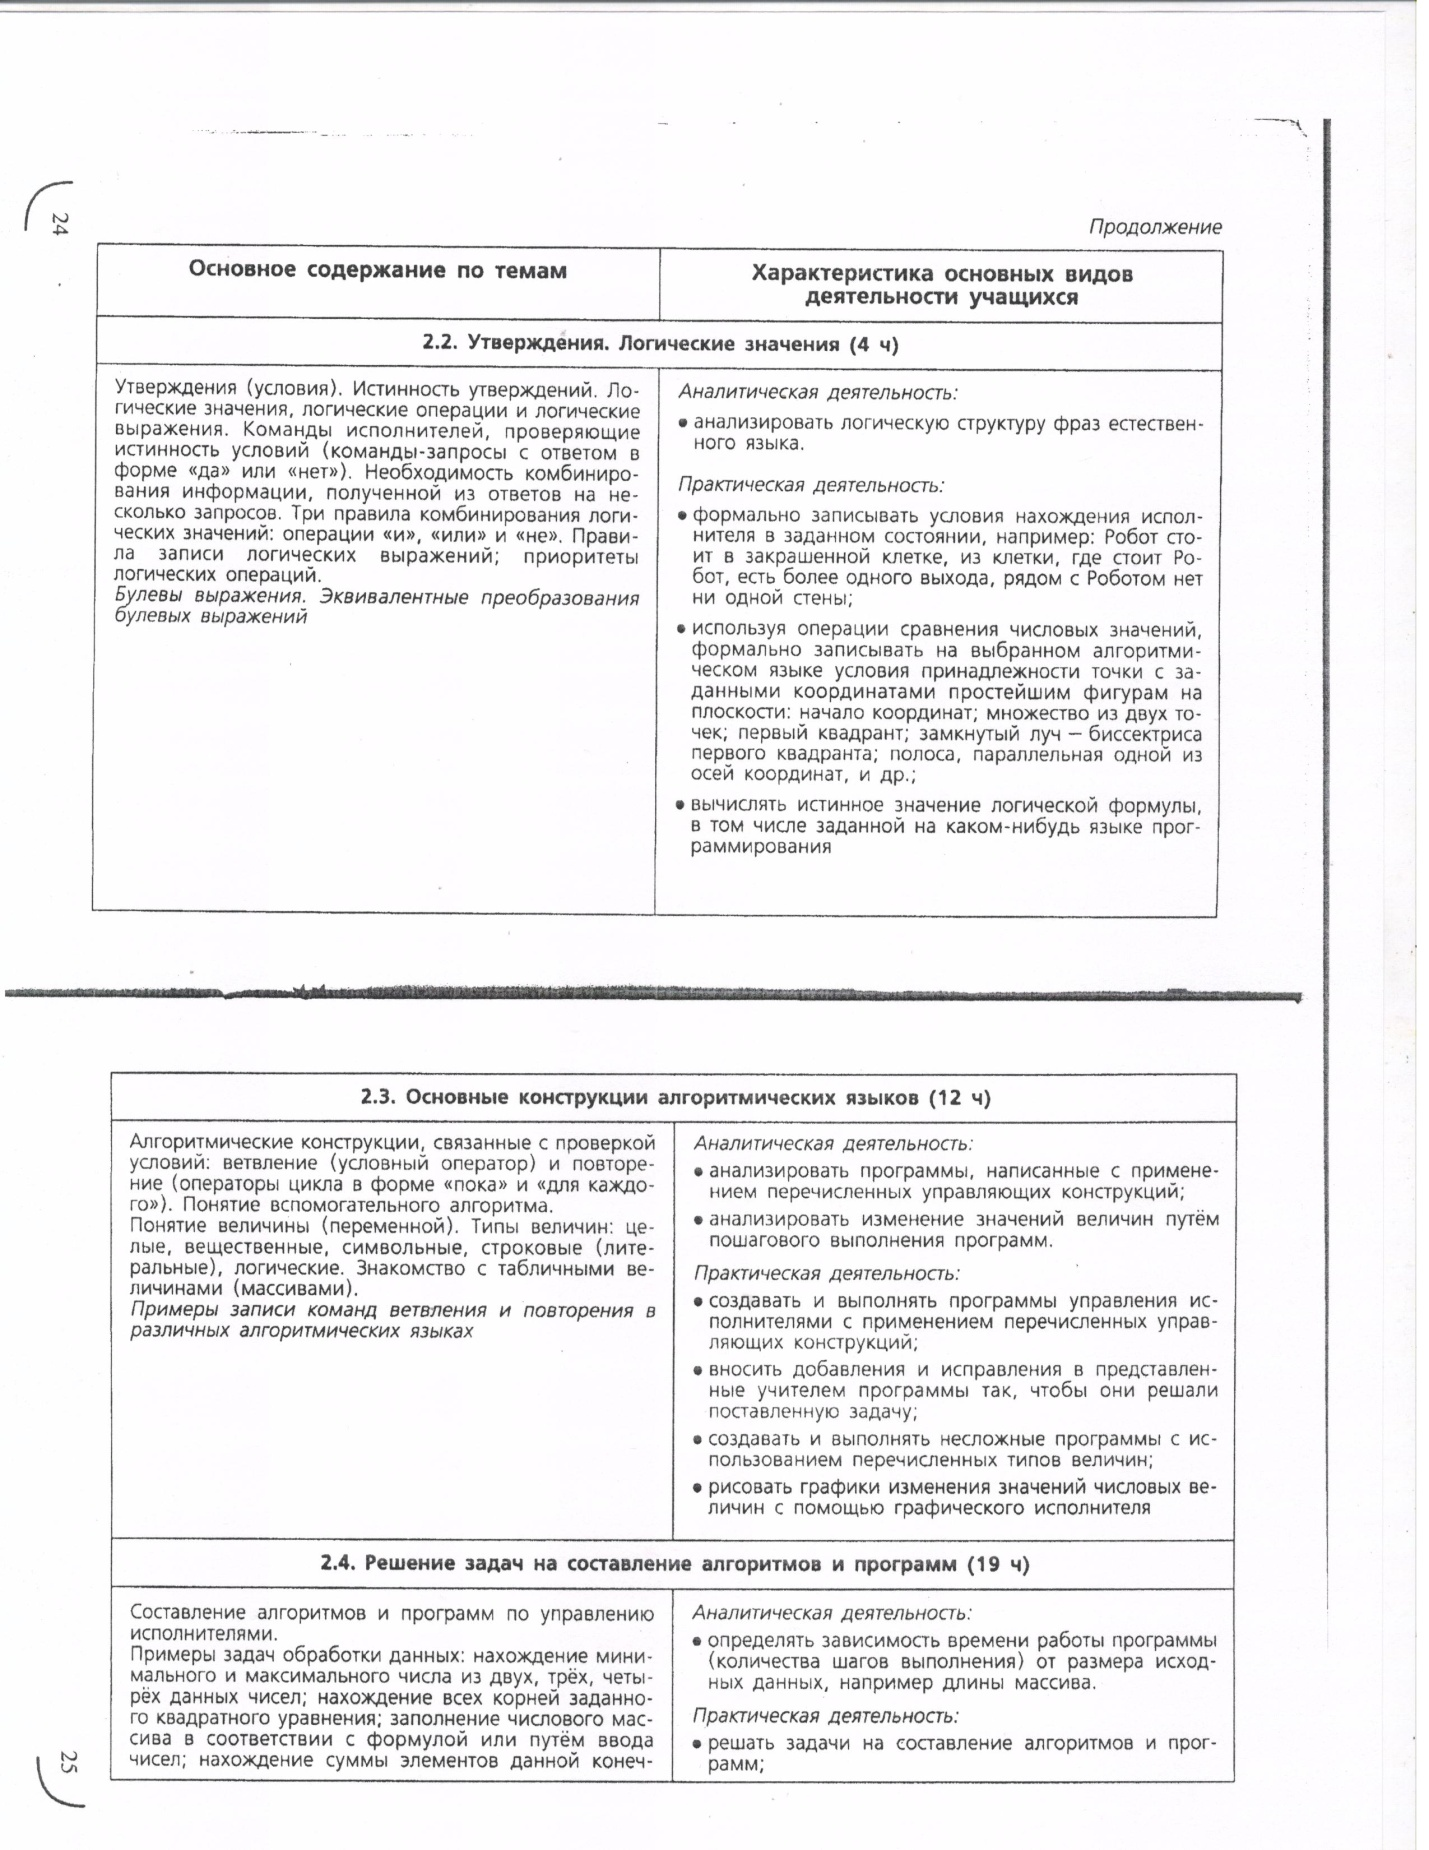 24
Продолжение
Основное содержание по темам
Характеристика основных видов
деятельности учащихся
2.2. Утверждения. Логические значения (4 ч)
Утверждения (условия). Истинность утверждений. Ло-
гические значения, логические операции и логические
выражения. Команды исполнителей, проверяющие
истинность условий (команды-запросы с ответом в
форме «да» или «нет»). Необходимость комбиниро-
вания информации, полученной из ответов на не-
сколько запросов. Три правила комбинирования логи-
ческих значений: операции «и», «или» и «не». Прави-
ла записи логических выражений; приоритеты
логических операций.
Булевы выражения. Эквивалентные преобразования
булевых выражений
Аналитическая деятельность:
• анализировать логическую структуру фраз естествен-
ного языка.
Практическая деятельность:
• формально записывать условия нахождения испол-
нителя в заданном состоянии, например: Робот сто-
ит в закрашенной клетке, из клетки, где стоит Ро-
бот, есть более одного выхода, рядом с Роботом нет
ни одной стены;
• используя операции сравнения числовых значений,
формально записывать на выбранном алгоритми-
ческом языке условия принадлежности точки с за-
данными координатами простейшим фигурам на
плоскости: начало координат; множество из двух то-
чек; первый квадрант; замкнутый луч — биссектриса
первого квадранта; полоса, параллельная одной из
осей координат, и др.;
• вычислять истинное значение логической формулы,
в том числе заданной на каком-нибудь языке прог-
раммирования
2.3. Основные конструкции алгоритмических языков (12 ч)
Алгоритмические конструкции, связанные с проверкой
условий: ветвление (условный оператор) и повторе-
ние (операторы цикла в форме «пока» и «для каждо-
го»). Понятие вспомогательного алгоритма.
Понятие величины (переменной). Типы величин: це-
лые, вещественные, символьные, строковые (лите-
ральные), логические. Знакомство с табличными ве-
личинами (массивами).
Примеры записи команд ветвления и повторения в
различных алгоритмических языках
Аналитическая деятельность:
• анализировать программы, написанные с примене-
нием перечисленных управляющих конструкций;
• анализировать изменение значений величин путём
пошагового выполнения программ.
Практическая деятельность:
• создавать и выполнять программы управления ис-
полнителями с применением перечисленных управ-
ляющих конструкций;
• вносить добавления и исправления в представлен-
ные учителем программы так, чтобы они решали
поставленную задачу;
• создавать и выполнять несложные программы с ис-
пользованием перечисленных типов величин;
• рисовать графики изменения значений числовых ве-
личин с помощью графического исполнителя
2.4. Решение задач на составление алгоритмов и программ (19 ч)
Составление алгоритмов и программ по управлению
исполнителями.
Примеры задач обработки данных: нахождение мини-
мального и максимального числа из двух, трёх, четы-
рёх данных чисел; нахождение всех корней заданно-
го квадратного уравнения; заполнение числового мас-
сива в соответствии с формулой или путём ввода
чисел; нахождение суммы элементов данной конеч-
Аналитическая деятельность:
• определять зависимость времени работы программы
(количества шагов выполнения) от размера исход-
ных данных, например длины массива.
Практическая деятельность:
• решать задачи на составление алгоритмов и прог-
рамм;
25